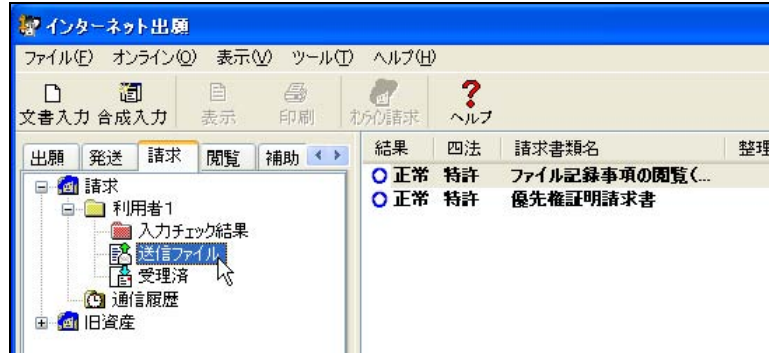 インターネット出願
ファイル(F) オンライン(O) 表示(V) ツール(T) ヘルプ(H)
文書入力 合成入力 表示 印刷 オンライン請求 ヘルプ
出願 発送 請求 閲覧 補助
請求
利用者1
入力チェック結果
送信ファイル
受理済
通信履歴
旧資産
結果 四法 請求書類名 整理
正常 特許 ファイル記録事項の閲覧(...
正常 特許 優先権証明請求書